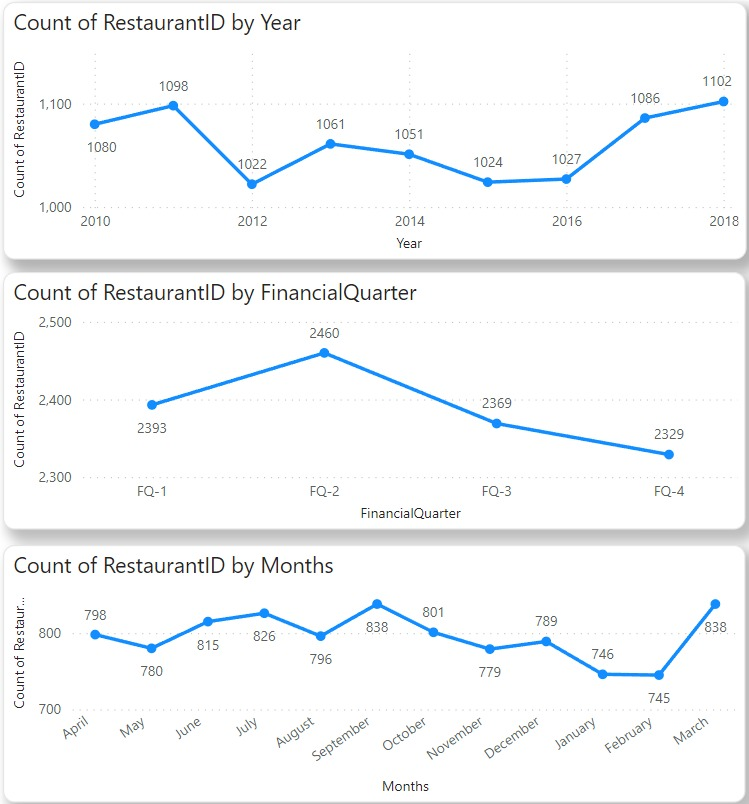 Count of RestaurantID by Year
Count of RestaurantID
1,100
1,000
1080
1098
1022
1061
1051
1024
1027
1086
1102
2010
2012
2014
2016
2018
Year
Count of RestaurantID by FinancialQuarter
Count of RestaurantID
2,500
2,400
2,300
2393
2460
2369
2329
FQ-1
FQ-2
FQ-3
FQ-4
FinancialQuarter
Count of RestaurantID by Months
Count of Restaur...
800
700
798
780
815
826
796
838
801
779
789
746
745
838
April
May
June
July
August
September
October
November
December
January
February
March
Months